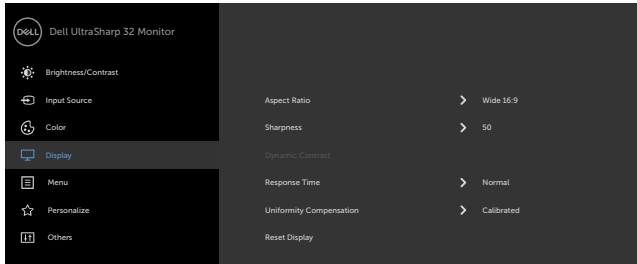 DELL Dell UltraSharp 32 Monitor
Brightness/Contrast
Input Source
Color
Display
Menu
Personalize
Others
Aspect Ratio > Wide 16:9
Sharpness > 50
Dynamic Contrast
Response Time > Normal
Uniformity Compensation > Calibrated
Reset Display